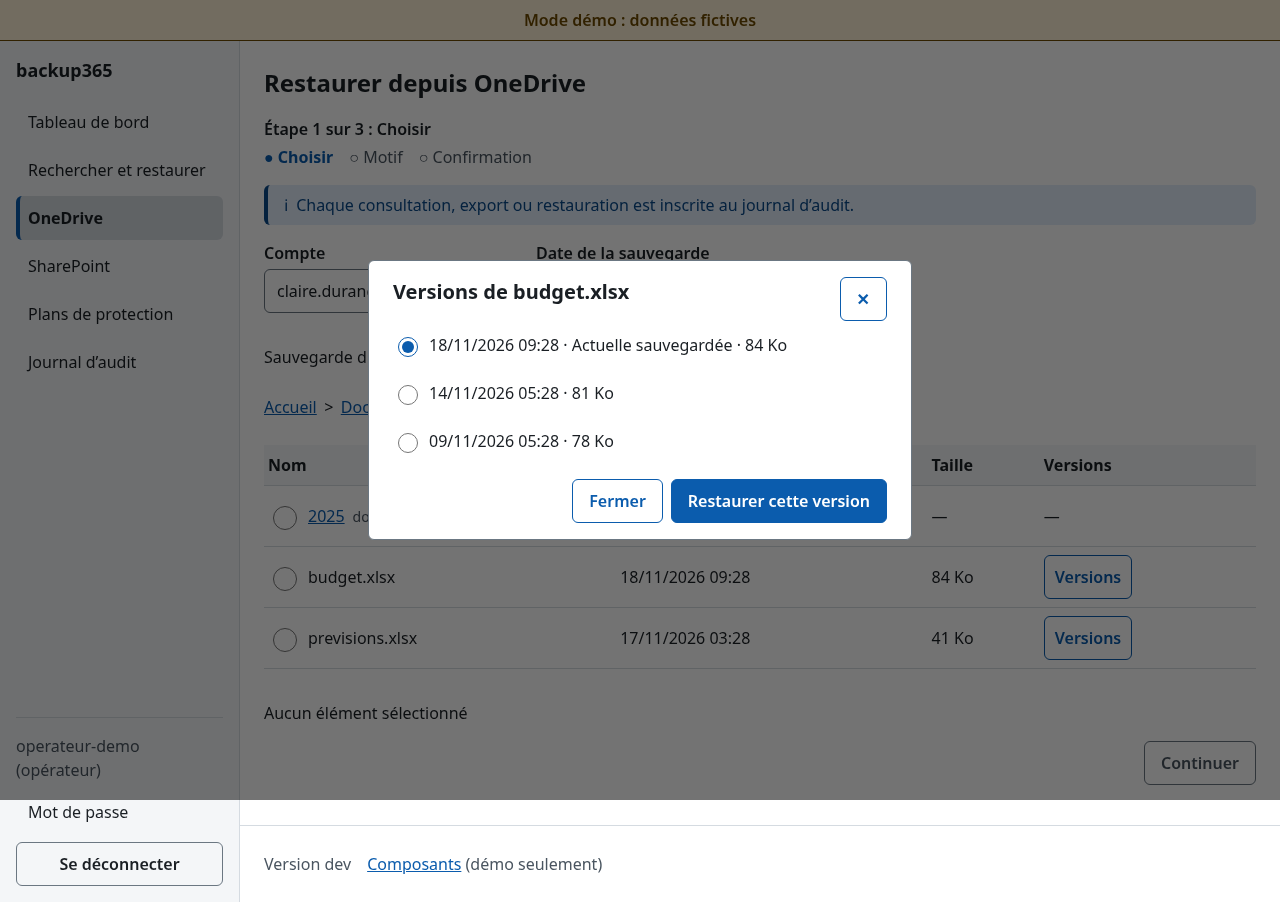 Mode démo : données fictives
backup365
Tableau de bord
Rechercher et restaurer
OneDrive
SharePoint
Plans de protection
Journal d’audit
operateur-demo
(opérateur)
Mot de passe
Se déconnecter
Restaurer depuis OneDrive
Étape 1 sur 3 : Choisir
● Choisir ○ Motif ○ Confirmation
i Chaque consultation, export ou restauration est inscrite au journal d’audit.
Compte Date de la sauvegarde
Sauvegarde
Accueil >
Versions de budget.xlsx
×
18/11/2026 09:28 · Actuelle sauvegardée · 84 Ko
14/11/2026 05:28 · 81 Ko
09/11/2026 05:28 · 78 Ko
Fermer Restaurer cette version
Nom Taille Versions
2025 — —
budget.xlsx 18/11/2026 09:28 84 Ko Versions
previsions.xlsx 17/11/2026 03:28 41 Ko Versions
Aucun élément sélectionné
Continuer
Version dev Composants (démo seulement)